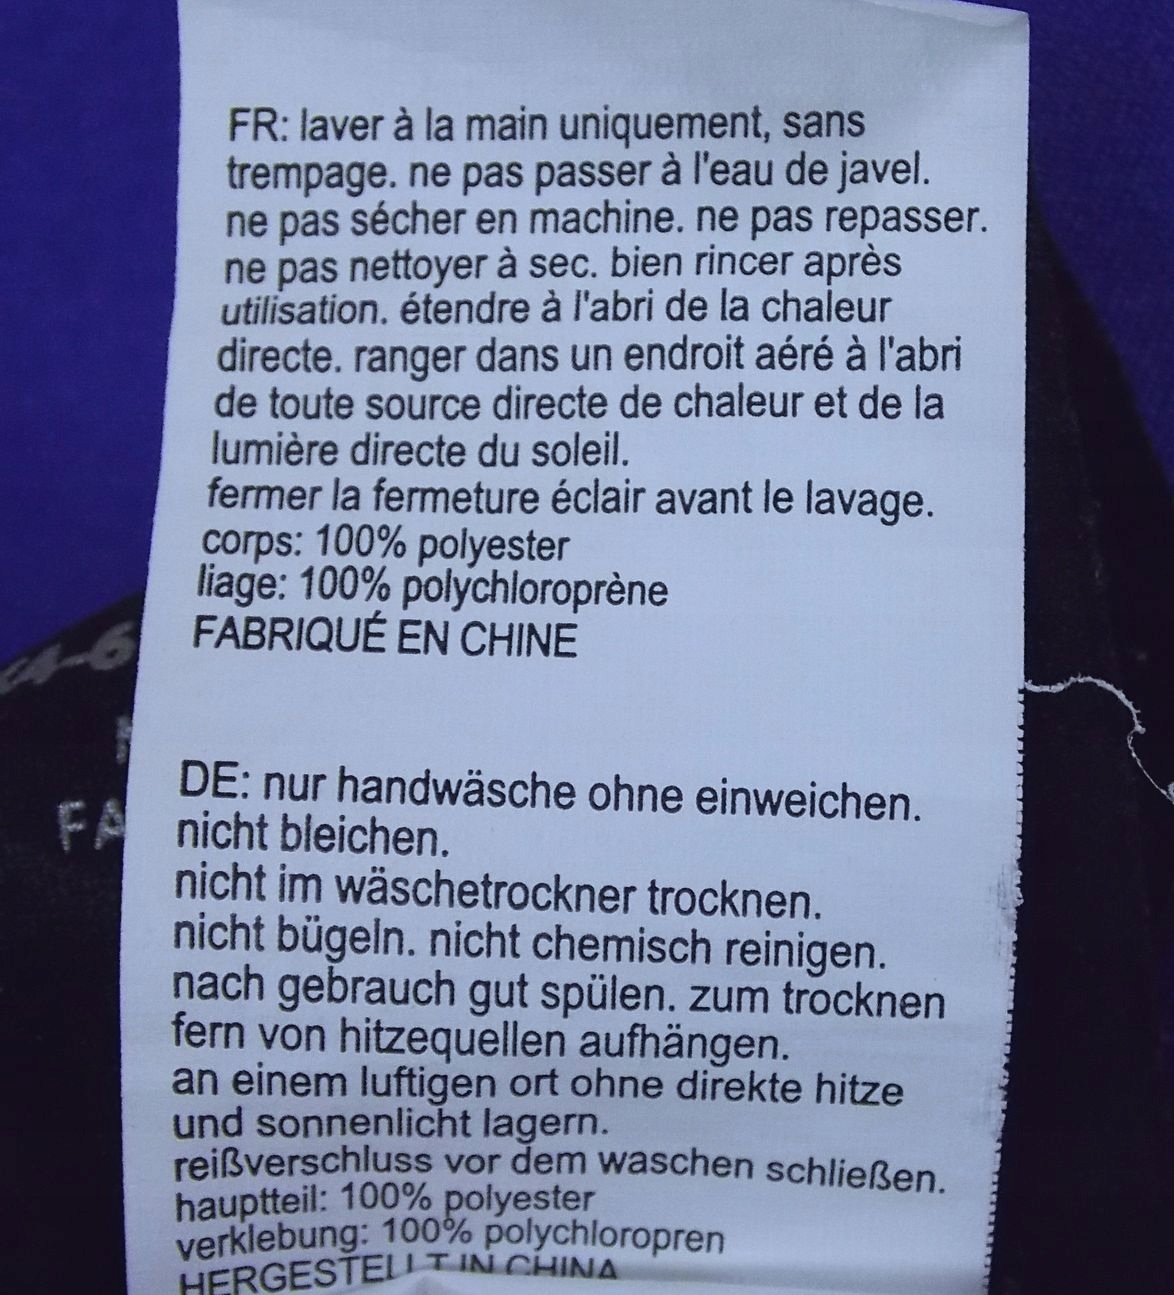 FR: laver à la main uniquement, sans
trempage. ne pas passer à l'eau de javel.
ne pas sécher en machine. ne pas repasser.
ne pas nettoyer à sec. bien rincer après
utilisation. étendre à l'abri de la chaleur
directe. ranger dans un endroit aéré à l'abri
de toute source directe de chaleur et de la
lumière directe du soleil.
fermer la fermeture éclair avant le lavage.
corps: 100% polyester
liage: 100% polychloroprène
FABRIQUÉ EN CHINE
DE: nur handwäsche ohne einweichen.
nicht bleichen.
nicht im wäschetrockner trocknen.
nicht bügeln. nicht chemisch reinigen.
nach gebrauch gut spülen. zum trocknen
fern von hitzequellen aufhängen.
an einem luftigen ort ohne direkte hitze
und sonnenlicht lagern.
reißverschluss vor dem waschen schließen.
hauptteil: 100% polyester
verklebung: 100% polychloropren
HERGESTELLT IN CHINA